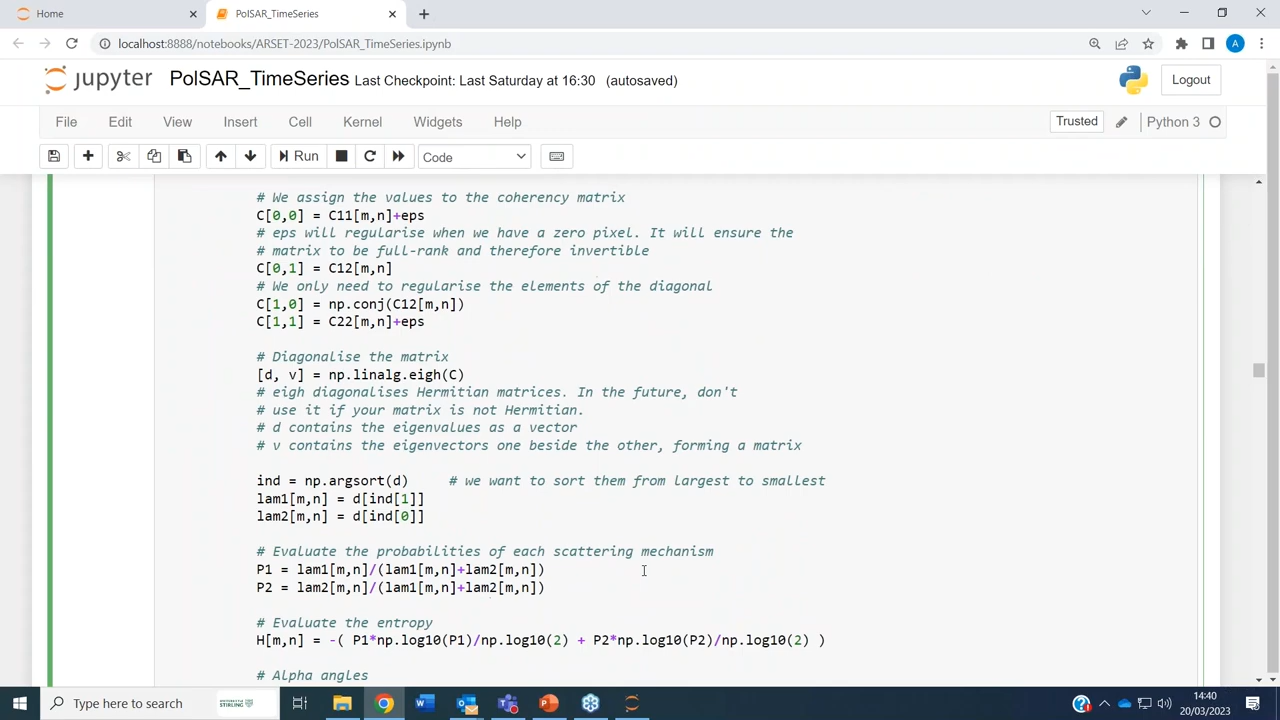 Home
PolSAR_TimeSeries
localhost:8888/notebooks/ARSET-2023/PolSAR_TimeSeries.ipynb
A
jupyter PolSAR_TimeSeries Last Checkpoint: Last Saturday at 16:30 (autosaved)
Logout
File Edit View Insert Cell Kernel Widgets Help
Trusted
Python 3
Run
Code
# We assign the values to the coherency matrix
C[0,0] = C11[m,n]+eps
# eps will regularise when we have a zero pixel. It will ensure the
# matrix to be full-rank and therefore invertible
C[0,1] = C12[m,n]
# We only need to regularise the elements of the diagonal
C[1,0] = np.conj(C12[m,n])
C[1,1] = C22[m,n]+eps
# Diagonalise the matrix
[d, v] = np.linalg.eigh(C)
# eigh diagonalises Hermitian matrices. In the future, don't
# use it if your matrix is not Hermitian.
# d contains the eigenvalues as a vector
# v contains the eigenvectors one beside the other, forming a matrix
ind = np.argsort(d)     # we want to sort them from largest to smallest
lam1[m,n] = d[ind[1]]
lam2[m,n] = d[ind[0]]
# Evaluate the probabilities of each scattering mechanism
P1 = lam1[m,n]/(lam1[m,n]+lam2[m,n])
P2 = lam2[m,n]/(lam1[m,n]+lam2[m,n])
# Evaluate the entropy
H[m,n] = -( P1*np.log10(P1)/np.log10(2) + P2*np.log10(P2)/np.log10(2) )
# Alpha angles
Type here to search
14:40
20/03/2023